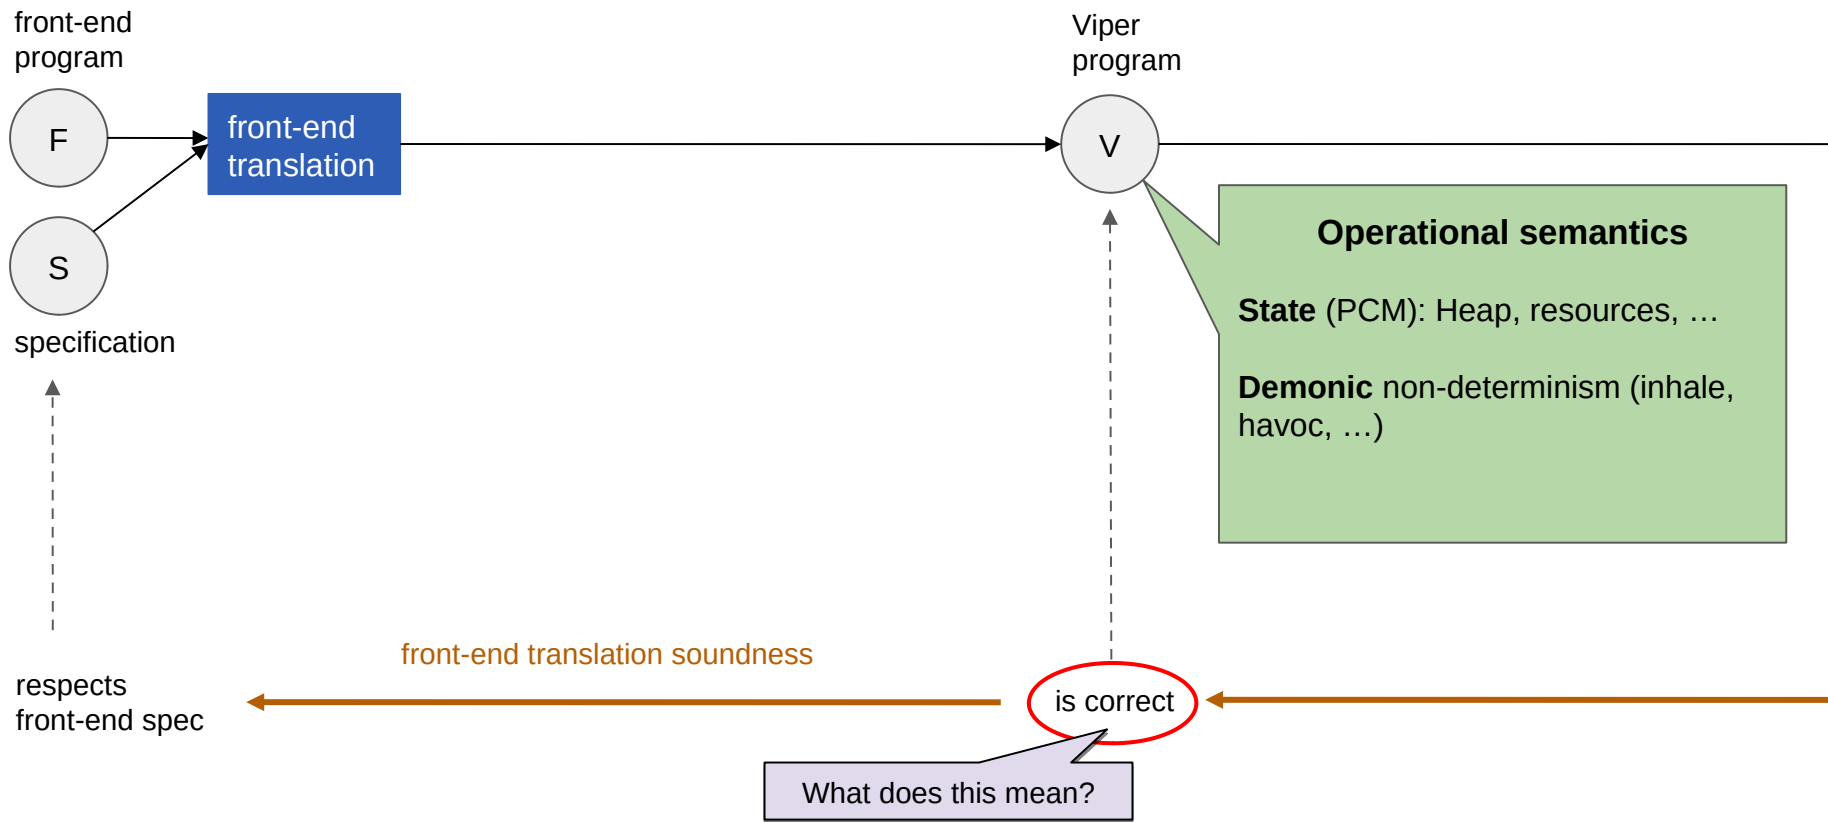 front-end
program
Viper
program
F
front-end
translation
V
S
specification
Operational semantics
State (PCM): Heap, resources, …
Demonic non-determinism (inhale,
havoc, …)
front-end translation soundness
respects
front-end spec
is correct
What does this mean?